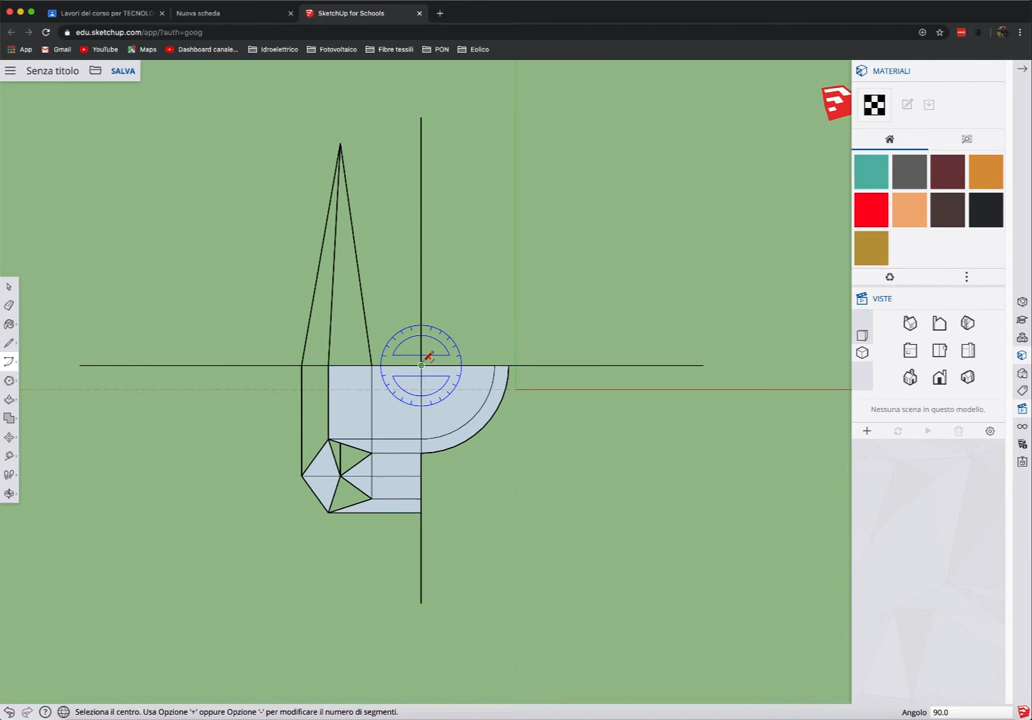 Lavori del corso per TECNOLO
Nuova scheda
SketchUp for Schools
edu.sketchup.com/app/?auth=goog
App
Gmail
YouTube
Maps
Dashboard canale...
Idroelettrico
Fotovoltaico
Fibre tessili
PON
Eolico
Senza titolo
SALVA
MATERIALI
VISTE
Nessuna scena in questo modello.
Seleziona il centro. Usa Opzione '+' oppure Opzione '-' per modificare il numero di segmenti.
Angolo 90.0